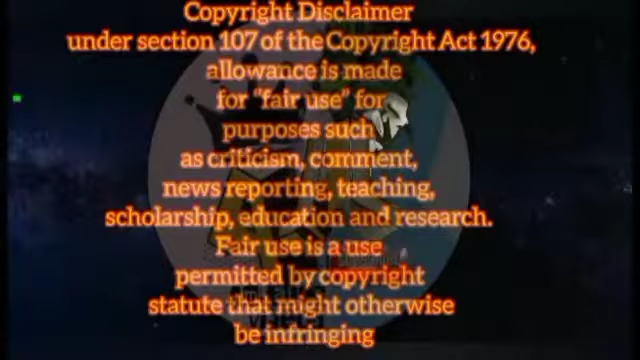 Copyright Disclaimer
under section 107 of the Copyright Act 1976,
allowance is made
for "fair use" for
purposes such
as criticism, comment,
news reporting, teaching,
scholarship, education and research.
Fair use is a use
permitted by copyright
statute that might otherwise
be infringing